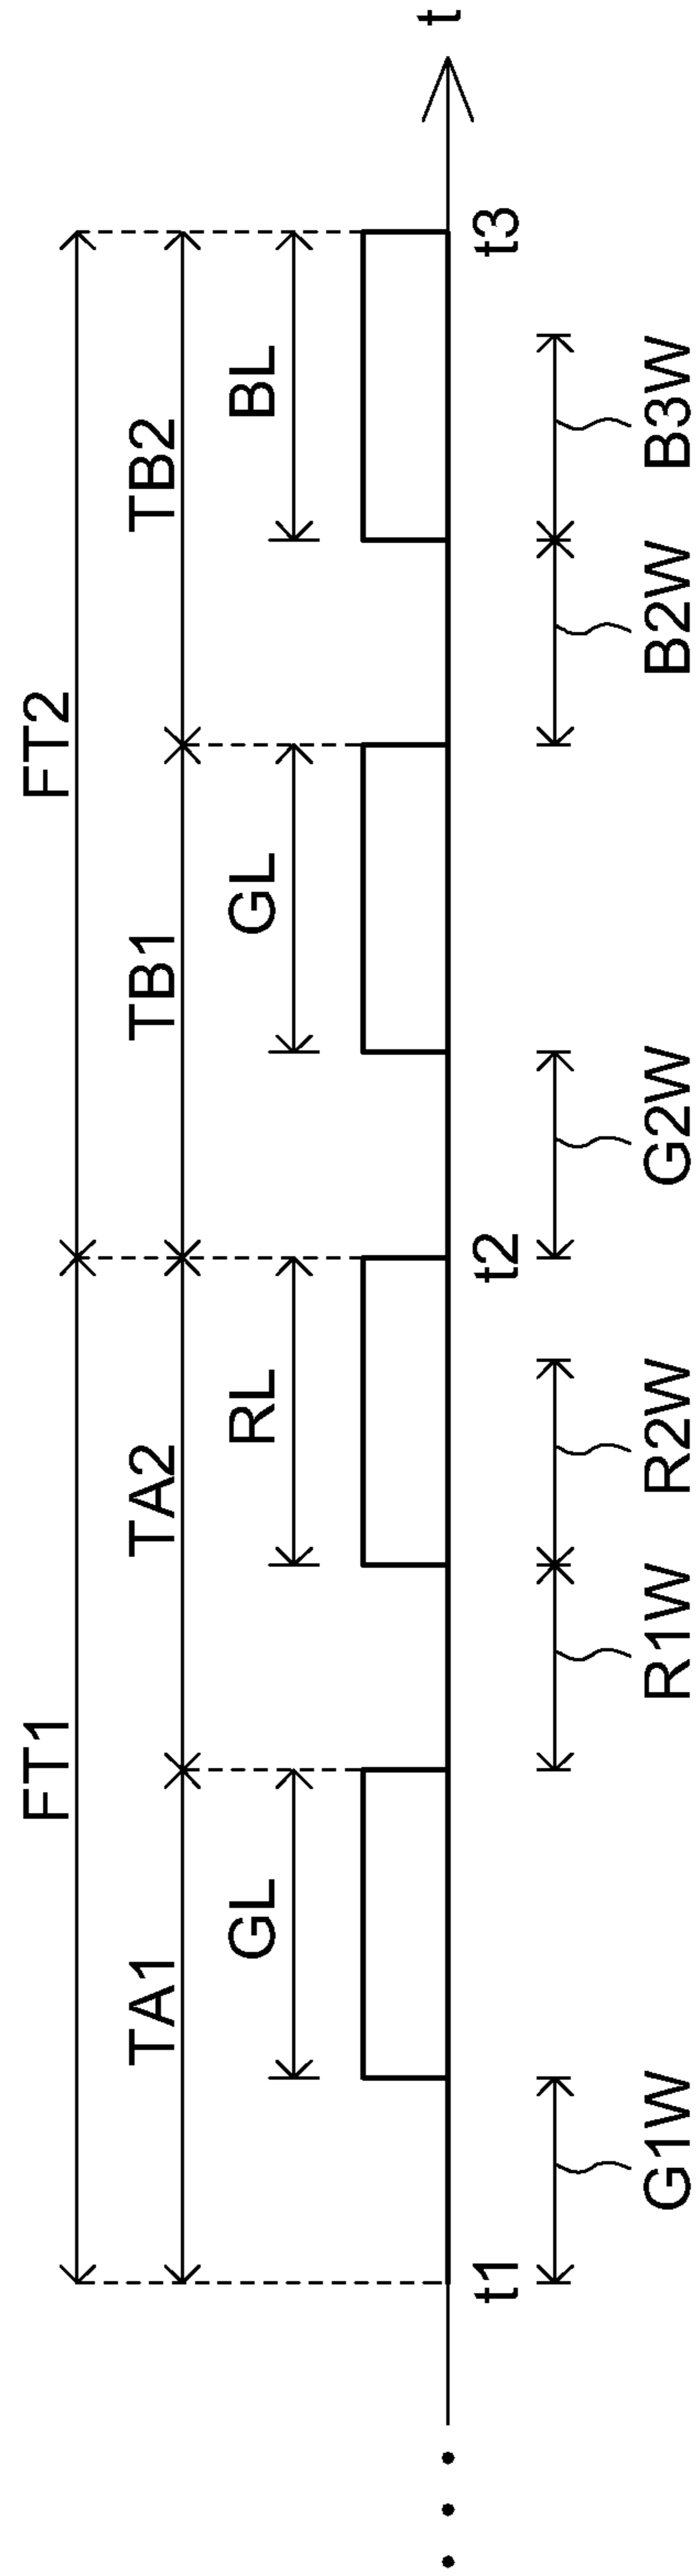 FT1 FT2
TA1 TA2 TB1 TB2
GL RL GL BL
t
t1 t2 t3
G1W R1W R2W G2W B2W B3W